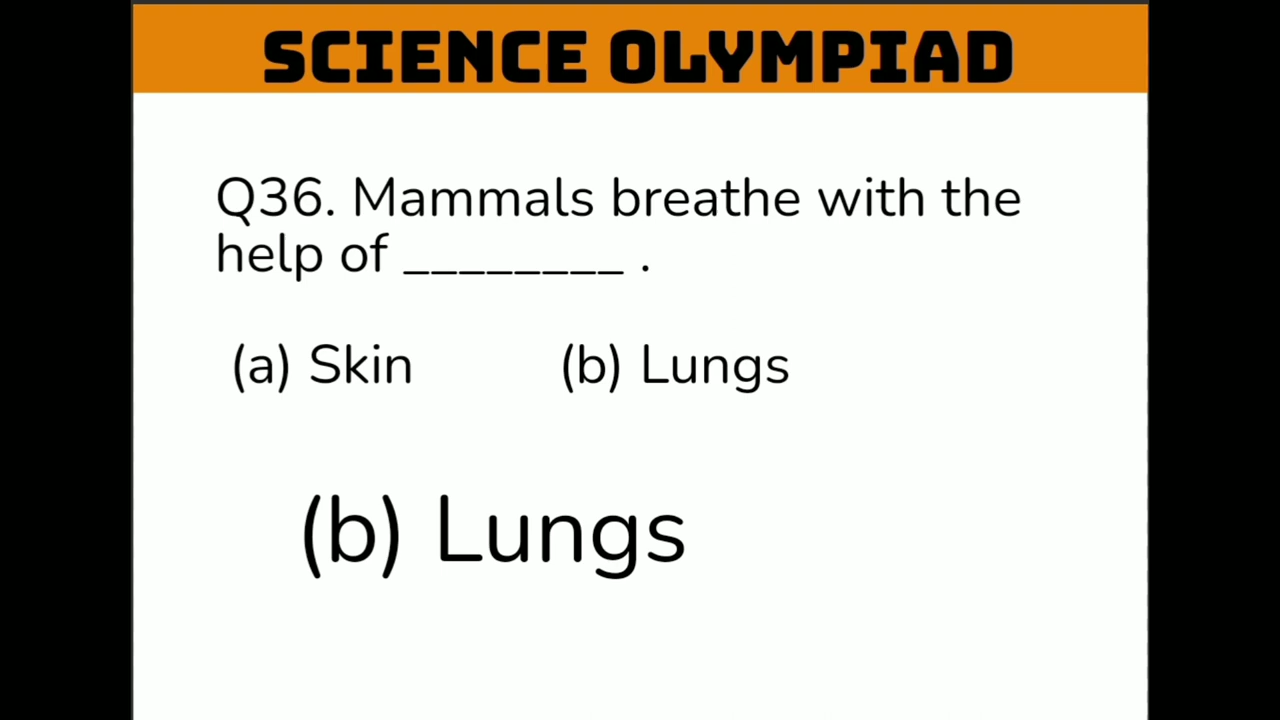 SCIENCE OLYMPIAD
Q36. Mammals breathe with the
help of ________ .
(a) Skin (b) Lungs
(b) Lungs